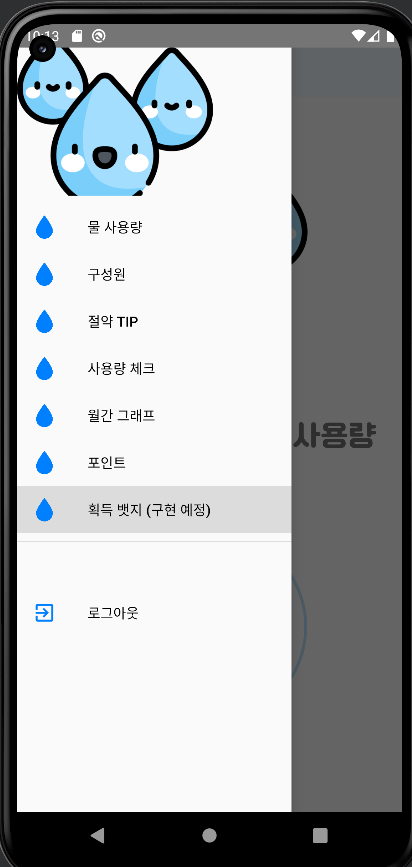 10:13
물 사용량
구성원
절약 TIP
사용량 체크
월간 그래프
포인트
획득 뱃지 (구현 예정)
로그아웃
사용량